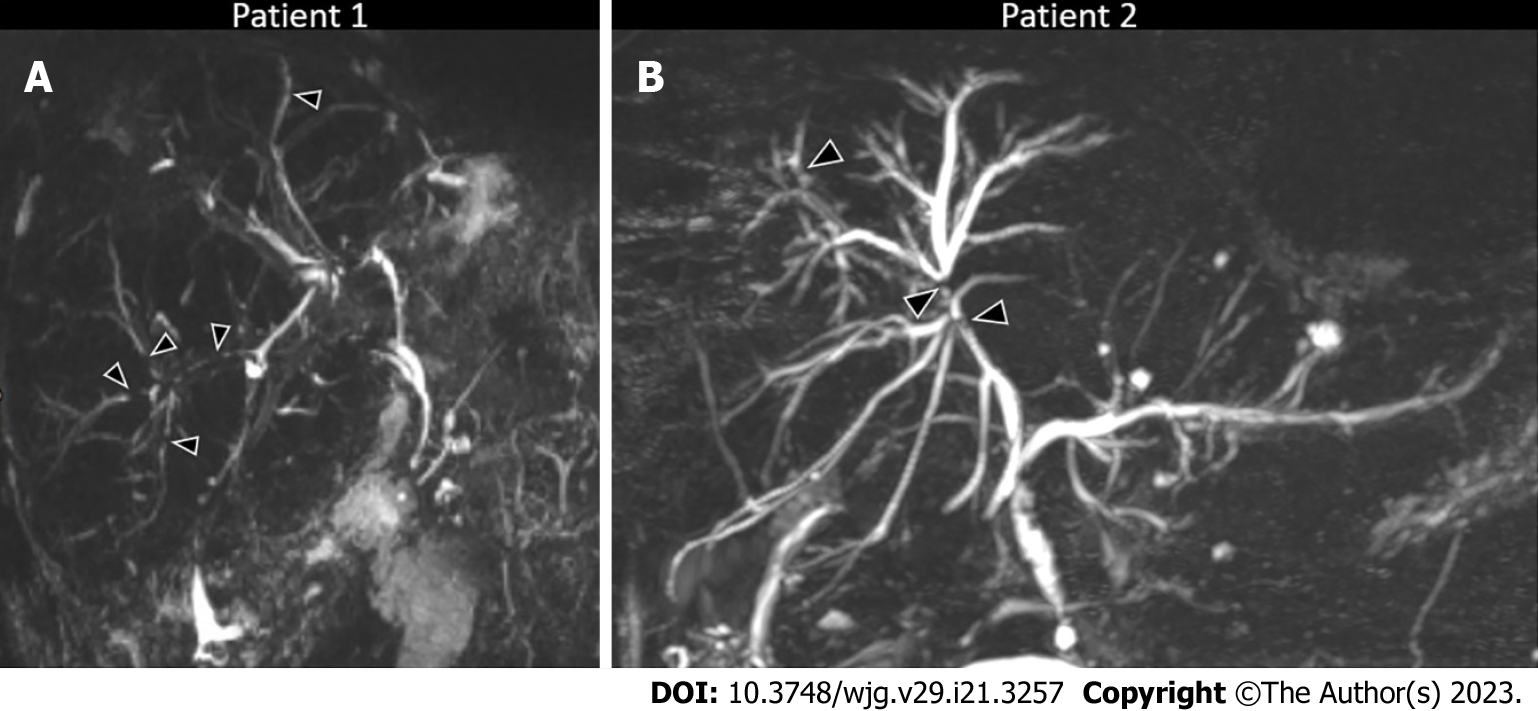 Patient 1
Patient 2
A
B
DOI: 10.3748/wjg.v29.i21.3257 Copyright ©The Author(s) 2023.